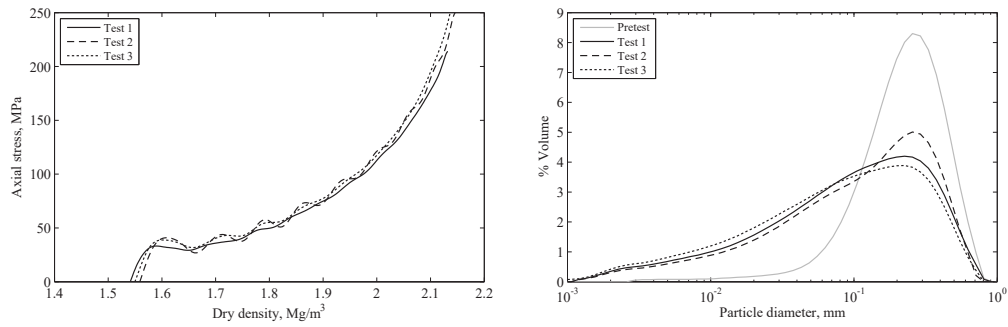 250
200
150
100
50
0
Axial stress, MPa
Test 1
Test 2
Test 3
1.4 1.5 1.6 1.7 1.8 1.9 2 2.1 2.2
Dry density, Mg/m³
9
8
7
6
5
4
3
2
1
0
% Volume
Pretest
Test 1
Test 2
Test 3
10⁻³ 10⁻² 10⁻¹ 10⁰
Particle diameter, mm